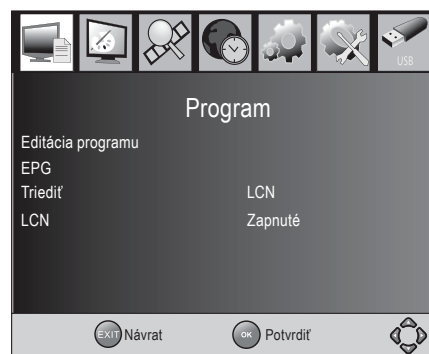 USB
Program
Editácia programu
EPG
Triediť LCN
LCN Zapnuté
EXIT Návrat OK Potvrdiť